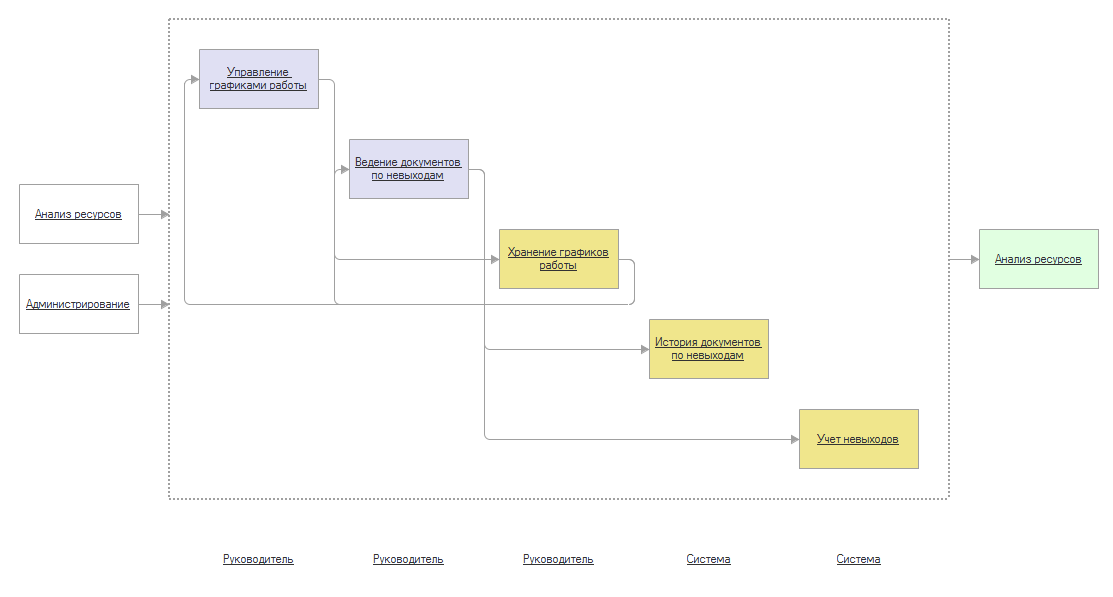 Управление
графиками работы
Ведение документов
по невыходам
Анализ ресурсов
Хранение графиков
работы
Анализ ресурсов
Администрирование
История документов
по невыходам
Учет невыходов
Руководитель
Руководитель
Руководитель
Система
Система